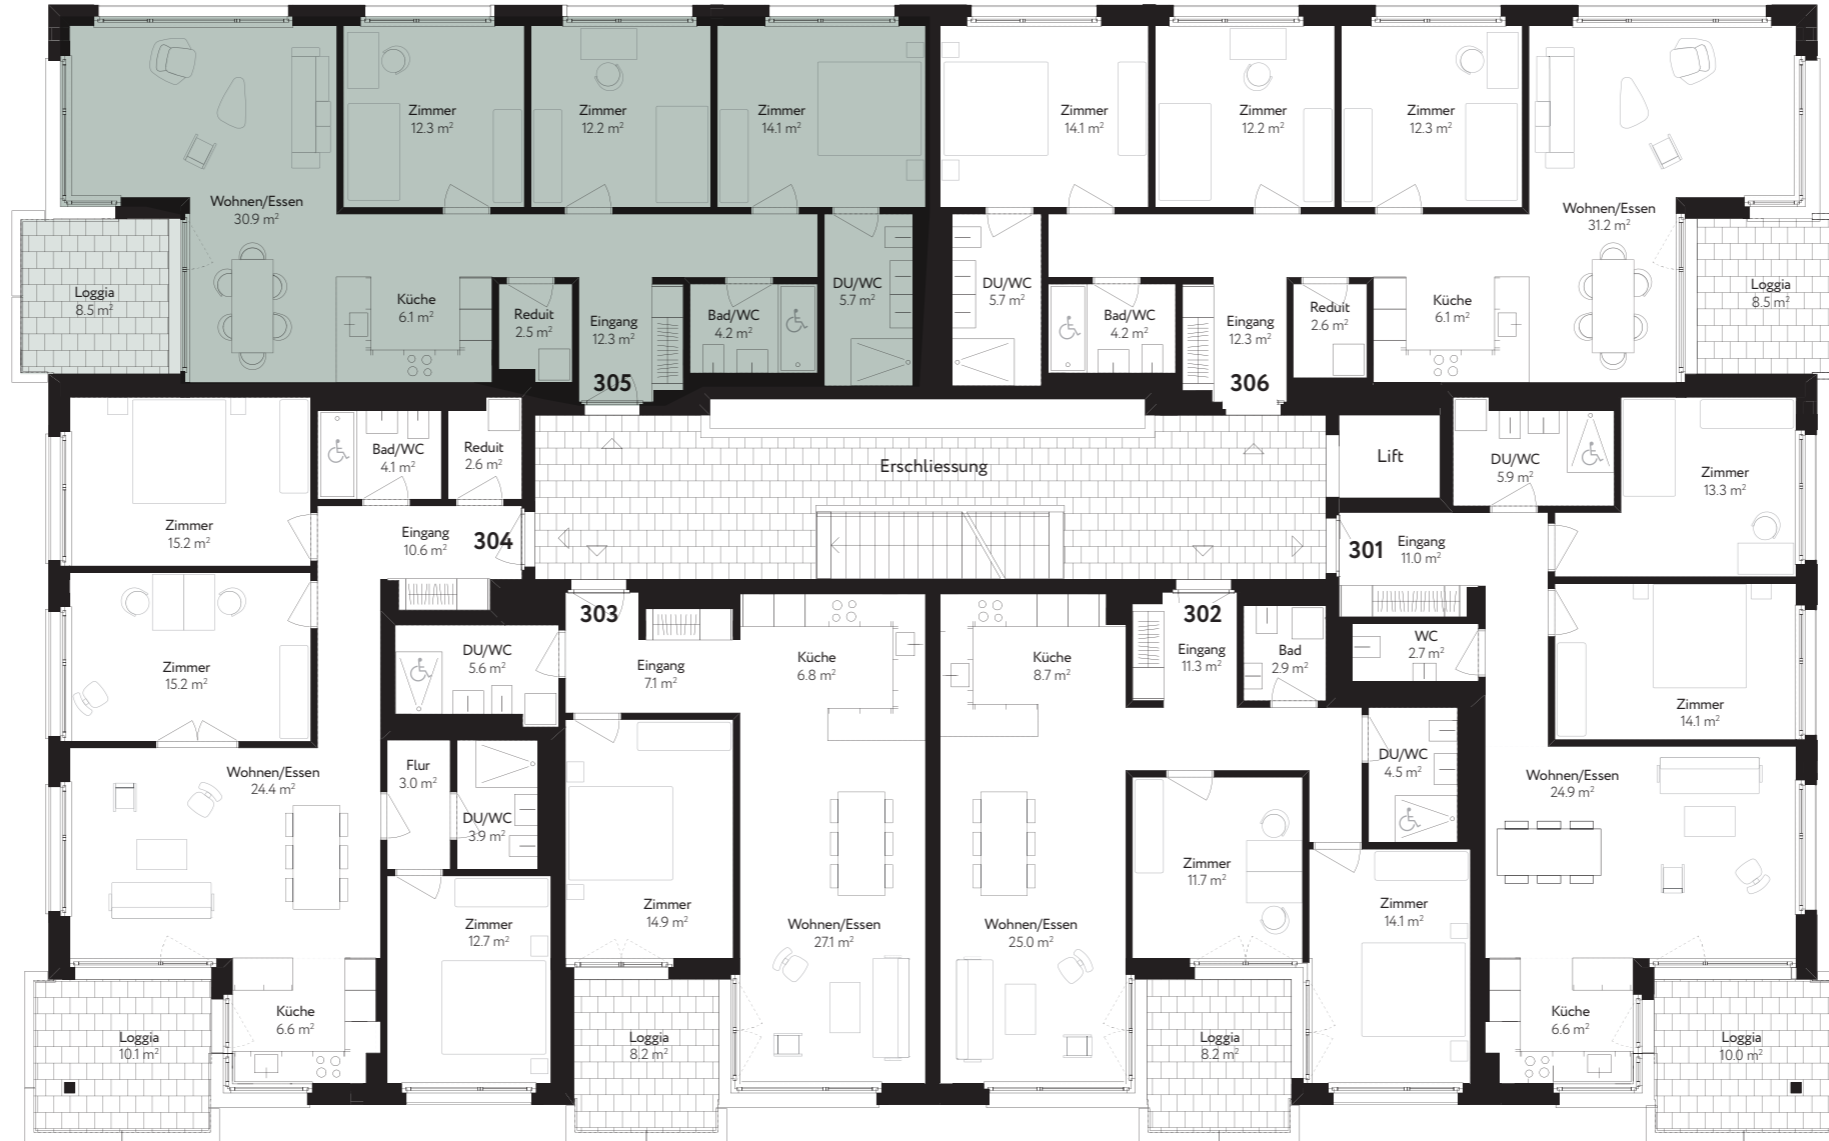 Zimmer
12.3 m²
Zimmer
12.2 m²
Zimmer
14.1 m²
Wohnen/Essen
30.9 m²
Loggia
8.5 m²
Küche
6.1 m²
Reduit
2.5 m²
Eingang
12.3 m²
305
Bad/WC
4.2 m²
DU/WC
5.7 m²
Zimmer
14.1 m²
Zimmer
12.2 m²
Zimmer
12.3 m²
Wohnen/Essen
31.2 m²
Loggia
8.5 m²
DU/WC
5.7 m²
Bad/WC
4.2 m²
Eingang
12.3 m²
306
Reduit
2.6 m²
Küche
6.1 m²
Erschliessung
Lift
Bad/WC
4.1 m²
Reduit
2.6 m²
Zimmer
15.2 m²
Eingang
10.6 m²
304
Zimmer
15.2 m²
Wohnen/Essen
24.4 m²
Flur
3.0 m²
DU/WC
3.9 m²
Zimmer
12.7 m²
Küche
6.6 m²
Loggia
10.1 m²
303
DU/WC
5.6 m²
Eingang
7.1 m²
Küche
6.8 m²
Zimmer
14.9 m²
Wohnen/Essen
27.1 m²
Loggia
8.2 m²
302
Küche
8.7 m²
Eingang
11.3 m²
Bad
2.9 m²
DU/WC
4.5 m²
Zimmer
11.7 m²
Zimmer
14.1 m²
Wohnen/Essen
25.0 m²
Loggia
8.2 m²
DU/WC
5.9 m²
Zimmer
13.3 m²
301
Eingang
11.0 m²
WC
2.7 m²
Zimmer
14.1 m²
Wohnen/Essen
24.9 m²
Küche
6.6 m²
Loggia
10.0 m²